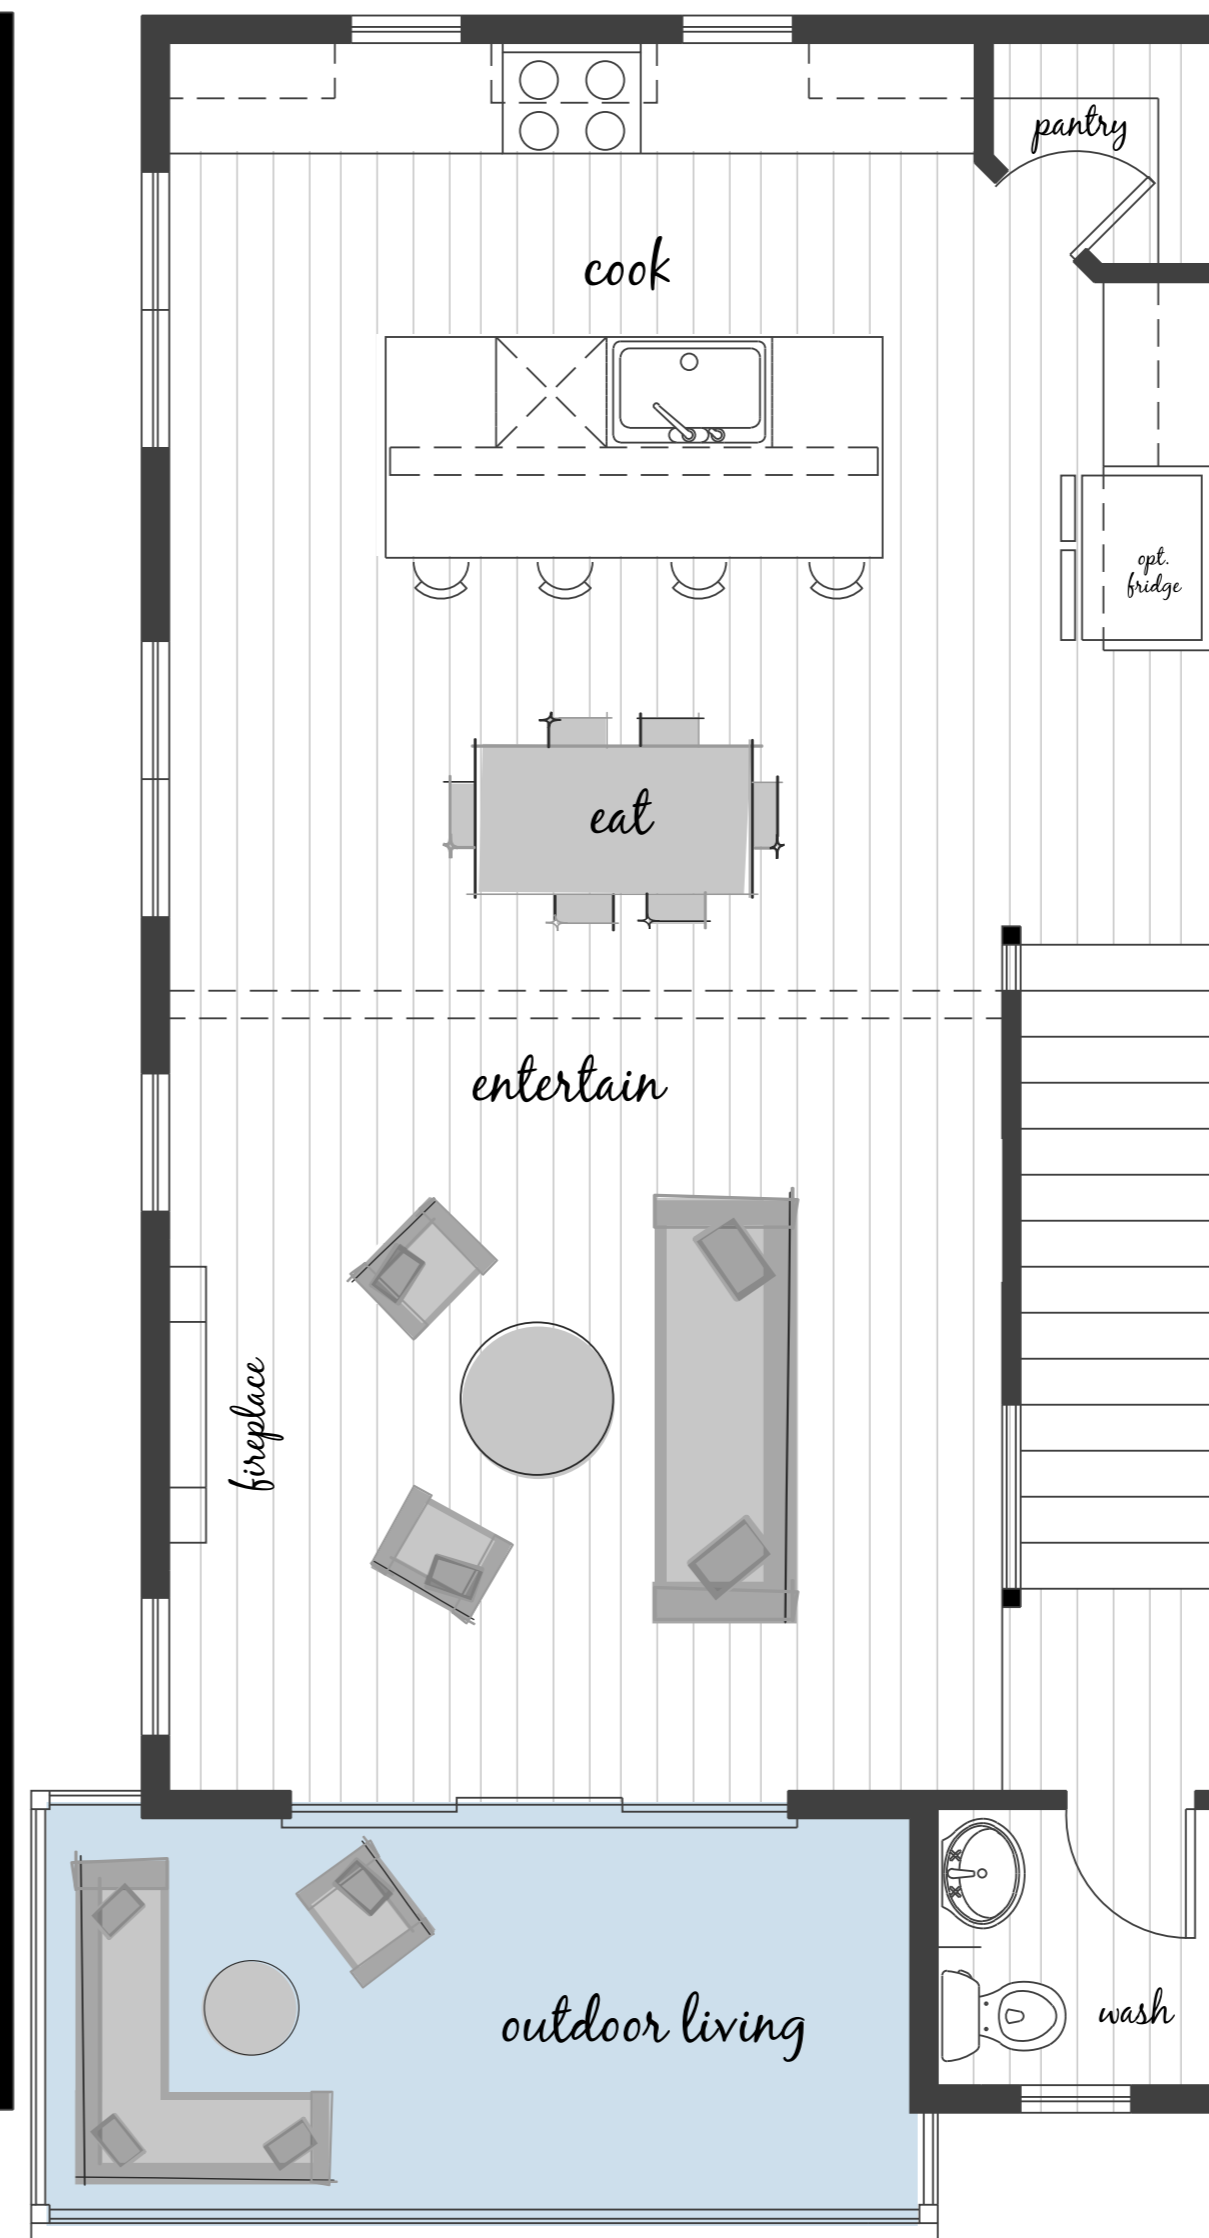 pantry
cook
opt.
fridge
eat
entertain
fireplace
outdoor living
wash